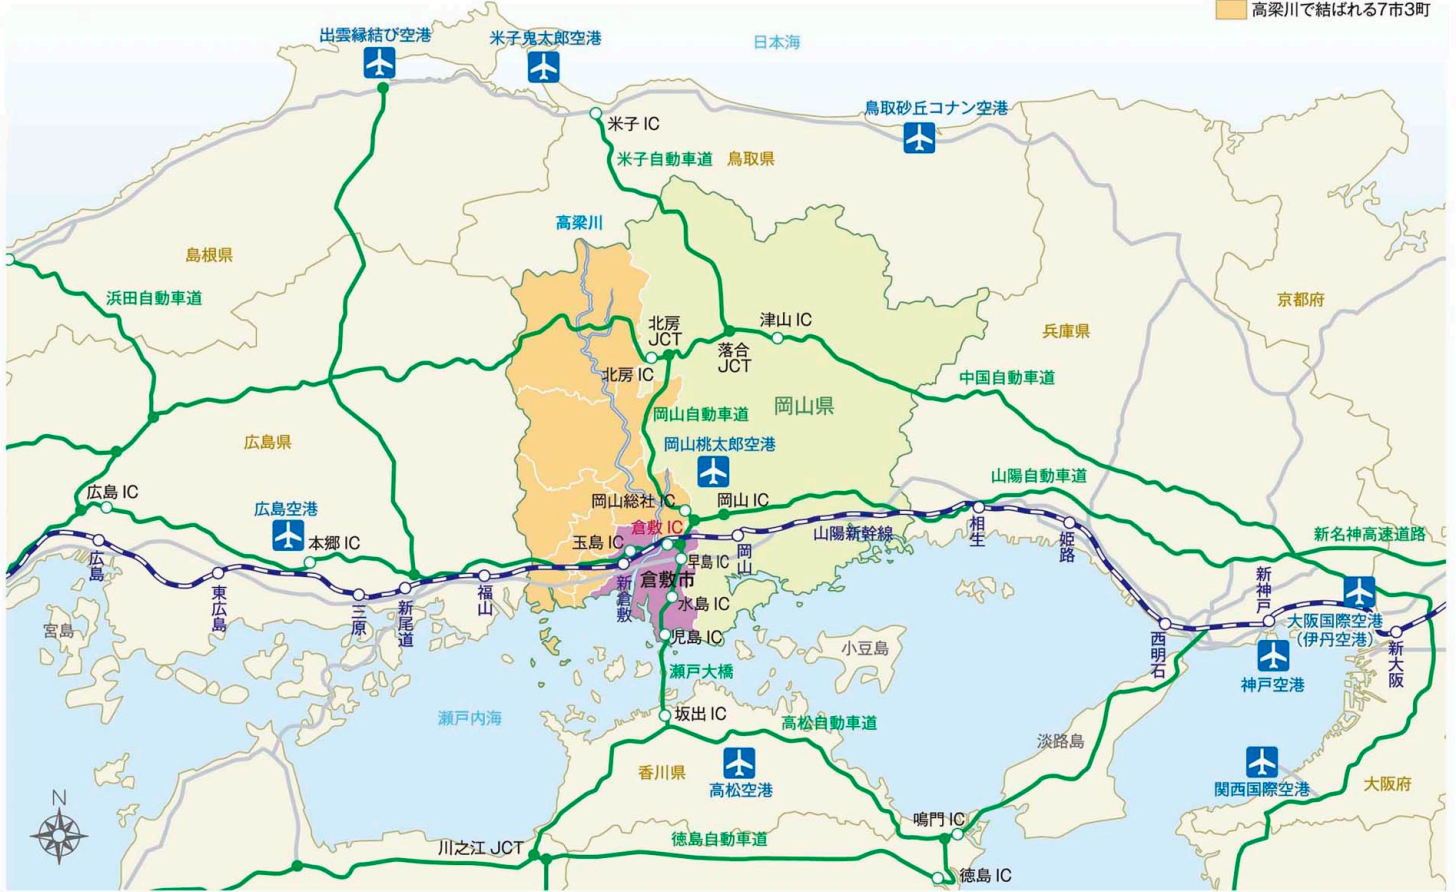 高梁川で結ばれる7市3町
出雲縁結び空港
米子鬼太郎空港
日本海
鳥取砂丘コナン空港
米子 IC
米子自動車道
鳥取県
高梁川
島根県
浜田自動車道
京都府
北房
JCT
津山 IC
兵庫県
落合
JCT
北房 IC
中国自動車道
岡山自動車道
岡山県
広島県
岡山桃太郎空港
山陽自動車道
広島 IC
岡山総社 IC
岡山 IC
広島空港
倉敷 IC
山陽新幹線
相生
姫路
新名神高速道路
本郷 IC
玉島 IC
岡山
広島
早島 IC
東広島
三原
新尾道
福山
新倉敷
倉敷市
新神戸
水島 IC
大阪国際空港
(伊丹空港)
宮島
児島 IC
小豆島
西明石
新大阪
瀬戸大橋
神戸空港
瀬戸内海
坂出 IC
高松自動車道
淡路島
香川県
高松空港
関西国際空港
大阪府
N
鳴門 IC
川之江 JCT
徳島自動車道
徳島 IC